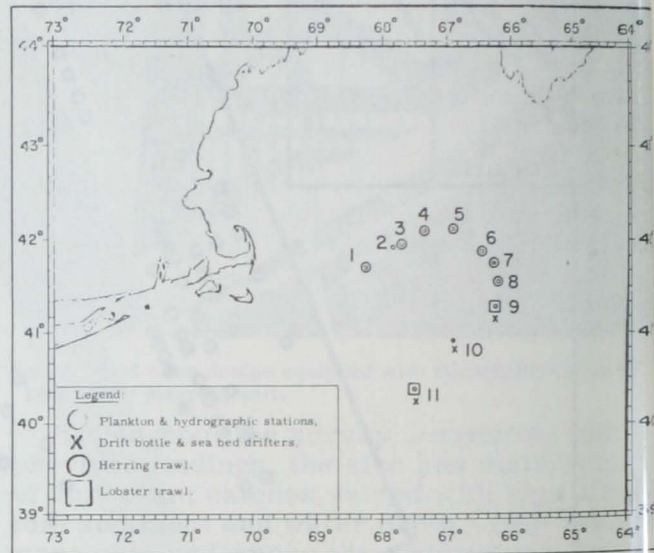 73° 72° 71° 70° 69° 68° 67° 66° 65° 64°
44°
43°
42°
41°
40°
39°
1
2
3
4
5
6
7
8
9
10
11
Legend:
Plankton & hydrographic stations.
X Drift bottle & sea bed drifters.
Herring trawl.
Lobster trawl.
73° 72° 71° 70° 69° 68° 67° 66° 65° 64°